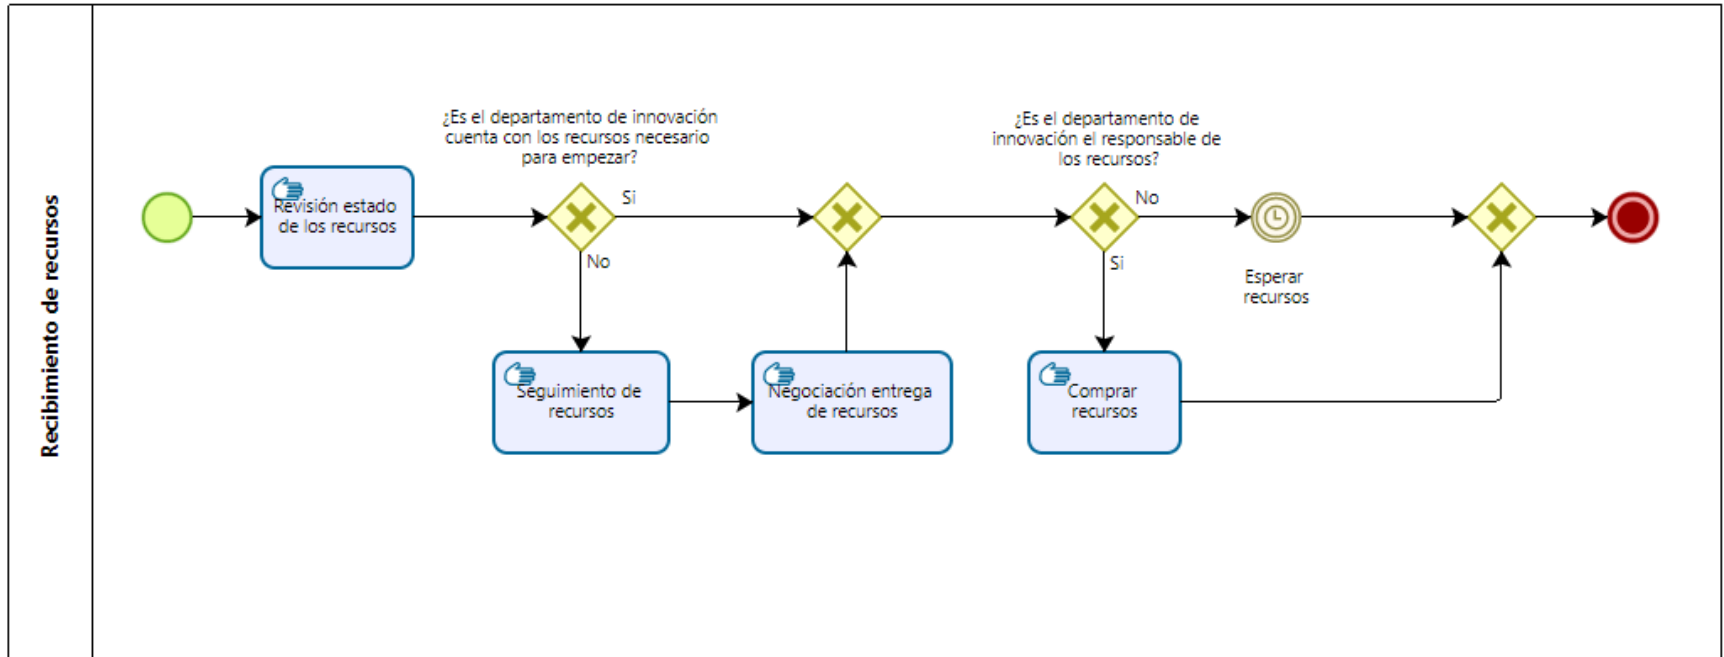 Recibimiento de recursos
Revisión estado
de los recursos
¿Es el departamento de innovación
cuenta con los recursos necesario
para empezar?
Si
No
Seguimiento de
recursos
Negociación entrega
de recursos
¿Es el departamento de
innovación el responsable de
los recursos?
No
Si
Esperar
recursos
Comprar
recursos